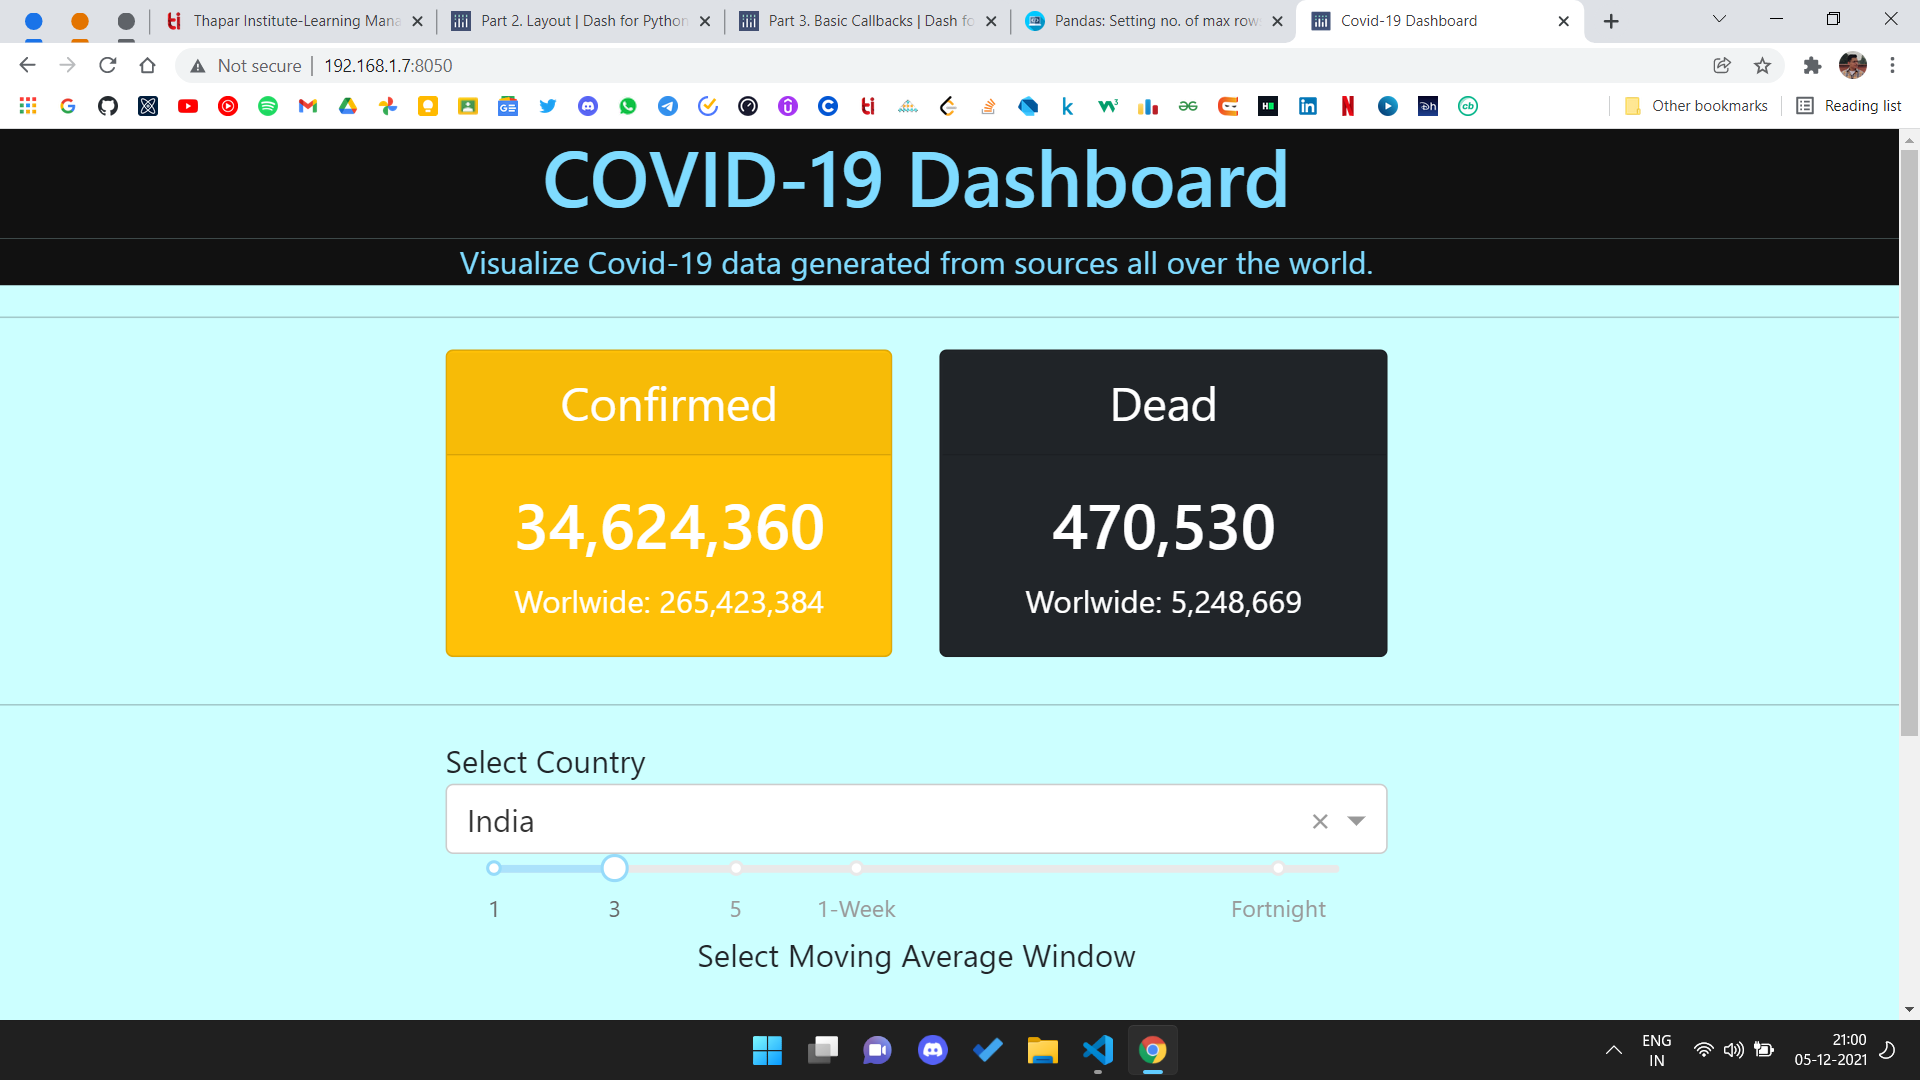 Thapar Institute-Learning Mana
Part 2. Layout | Dash for Python
Part 3. Basic Callbacks | Dash fo
Pandas: Setting no. of max row
Covid-19 Dashboard
Not secure | 192.168.1.7:8050
Other bookmarks
Reading list
COVID-19 Dashboard
Visualize Covid-19 data generated from sources all over the world.
Confirmed
34,624,360
Worlwide: 265,423,384
Dead
470,530
Worlwide: 5,248,669
Select Country
India
1 3 5 1-Week Fortnight
Select Moving Average Window
ENG
IN
21:00
05-12-2021